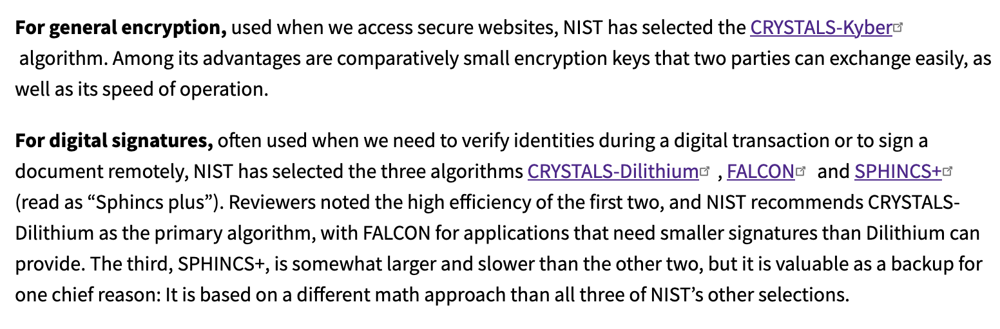 For general encryption, used when we access secure websites, NIST has selected the CRYSTALS-Kyber
algorithm. Among its advantages are comparatively small encryption keys that two parties can exchange easily, as
well as its speed of operation.
For digital signatures, often used when we need to verify identities during a digital transaction or to sign a
document remotely, NIST has selected the three algorithms CRYSTALS-Dilithium , FALCON and SPHINCS+
(read as “Sphincs plus”). Reviewers noted the high efficiency of the first two, and NIST recommends CRYSTALS-
Dilithium as the primary algorithm, with FALCON for applications that need smaller signatures than Dilithium can
provide. The third, SPHINCS+, is somewhat larger and slower than the other two, but it is valuable as a backup for
one chief reason: It is based on a different math approach than all three of NIST’s other selections.